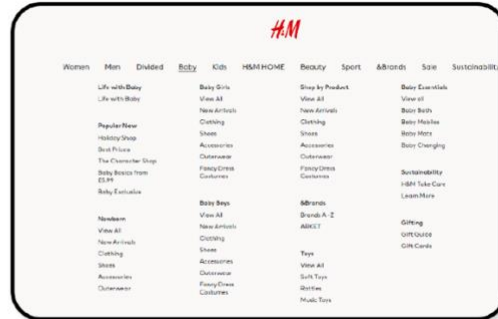 H&M
Women Men Divided Baby Kids H&M HOME Beauty Sport &Brands Sale Sustainability
Life with Baby
Life with Baby
Popular Now
Holiday Shop
Best Prices
The Character Shop
Baby Basics from
£5.99
Baby Exclusive
Newborn
View All
New Arrivals
Clothing
Shoes
Accessories
Outerwear
Baby Girls
View All
New Arrivals
Clothing
Shoes
Accessories
Outerwear
Fancy Dress
Costumes
Baby Boys
View All
New Arrivals
Clothing
Shoes
Accessories
Outerwear
Fancy Dress
Costumes
Shop by Product
View All
New Arrivals
Clothing
Shoes
Accessories
Outerwear
Fancy Dress
Costumes
&Brands
Brands A-Z
ARKET
Toys
View All
Soft Toys
Rattles
Music Toys
Baby Essentials
View all
Baby Bath
Baby Mobiles
Baby Mats
Baby Changing
Sustainability
H&M Take Care
Learn More
Gifting
Gift Guide
Gift Cards